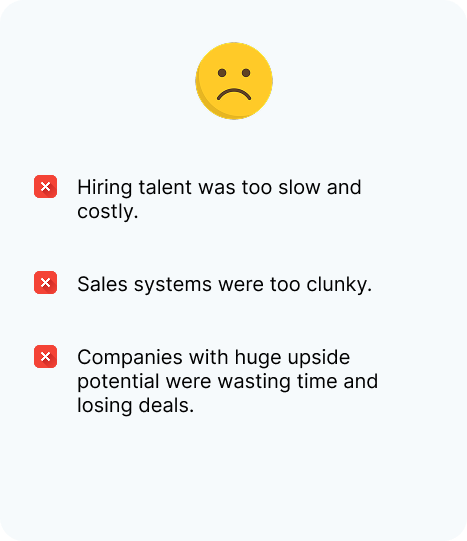 Hiring talent was too slow and
costly.
Sales systems were too clunky.
Companies with huge upside
potential were wasting time and
losing deals.